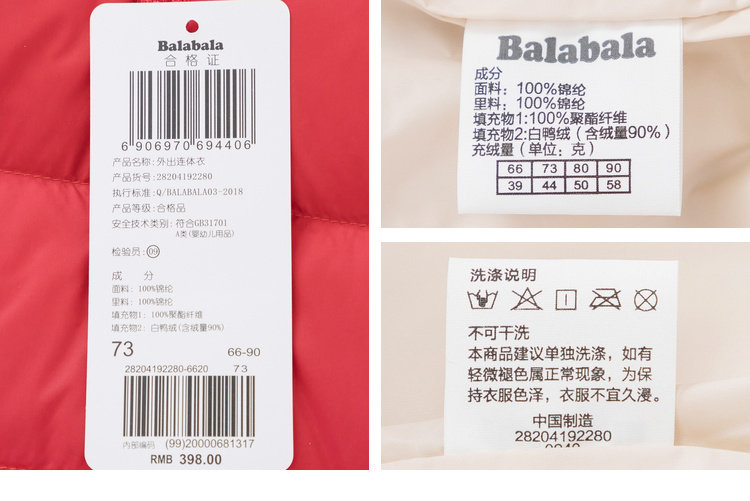 Balabala
合格证
6 906970 694406
产品名称: 外出连体衣
产品货号: 28204192280
执行标准: Q/BALABALA03-2018
产品等级: 合格品
安全技术类别: 符合GB31701
A类(婴幼儿用品)
检验员: 09
成 分
面料: 100%锦纶
里料: 100%锦纶
填充物1: 100%聚酯纤维
填充物2: 白鸭绒(含绒量90%)
73 66-90
28204192280-6620 73
内部编码 (99)20000681317
RMB 398.00
Balabala
成分
面料: 100%锦纶
里料: 100%锦纶
填充物1:100%聚酯纤维
填充物2:白鸭绒(含绒量90%)
充绒量(单位: 克)
66 73 80 90
39 44 50 58
洗涤说明
不可干洗
本商品建议单独洗涤, 如有
轻微褪色属正常现象, 为保
持衣服色泽, 衣服不宜久浸。
中国制造
28204192280